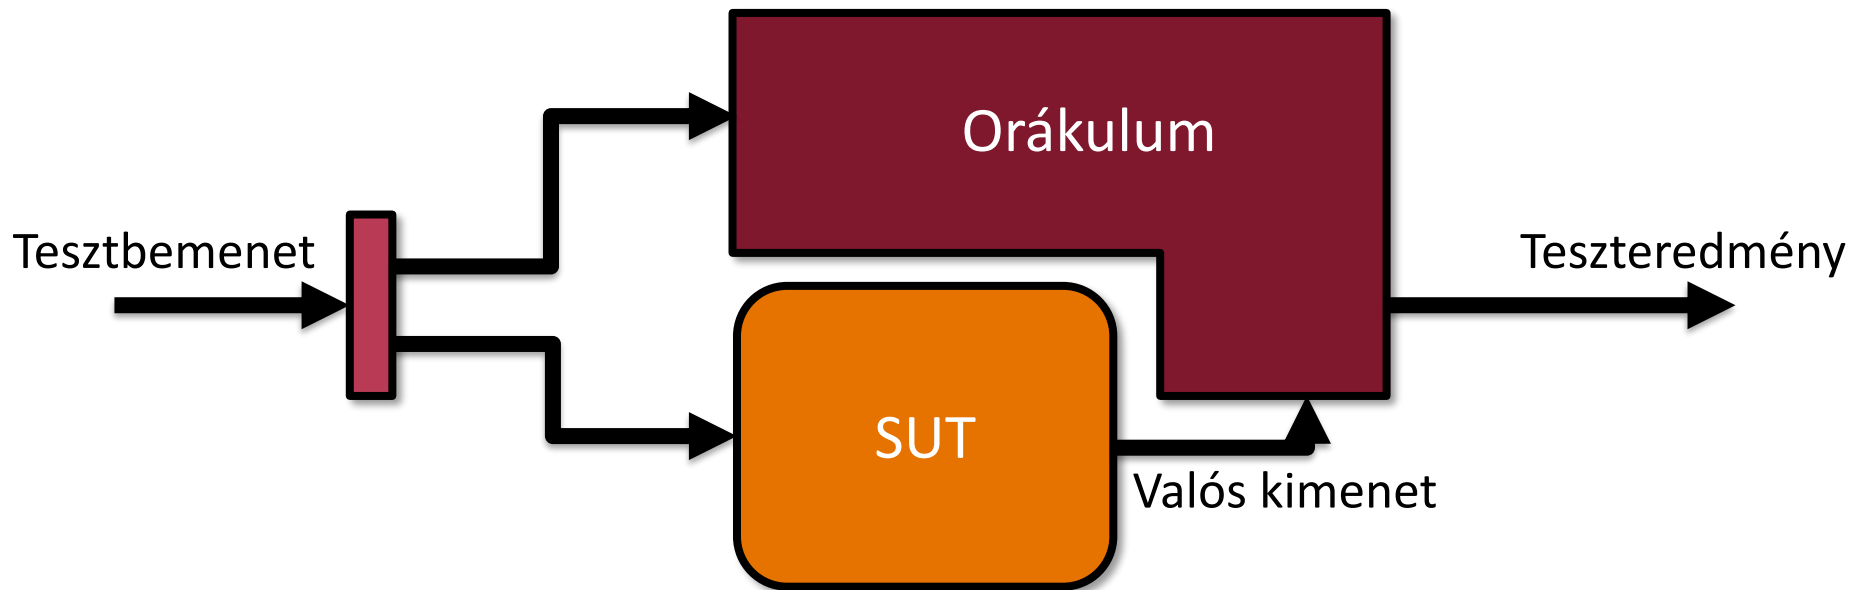 Orákulum
Tesztbemenet
Teszteredmény
SUT
Valós kimenet